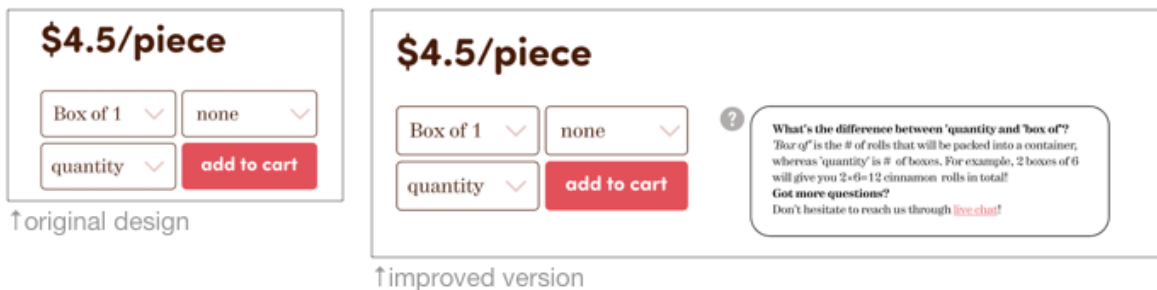 $4.5/piece
Box of 1 none
quantity add to cart
↑original design
$4.5/piece
Box of 1 none
quantity add to cart
?
What's the difference between 'quantity and 'box of'?
'Box of' is the # of rolls that will be packed into a container,
whereas 'quantity' is # of boxes. For example, 2 boxes of 6
will give you 2×6=12 cinnamon rolls in total!
Got more questions?
Don't hesitate to reach us through live chat!
↑improved version